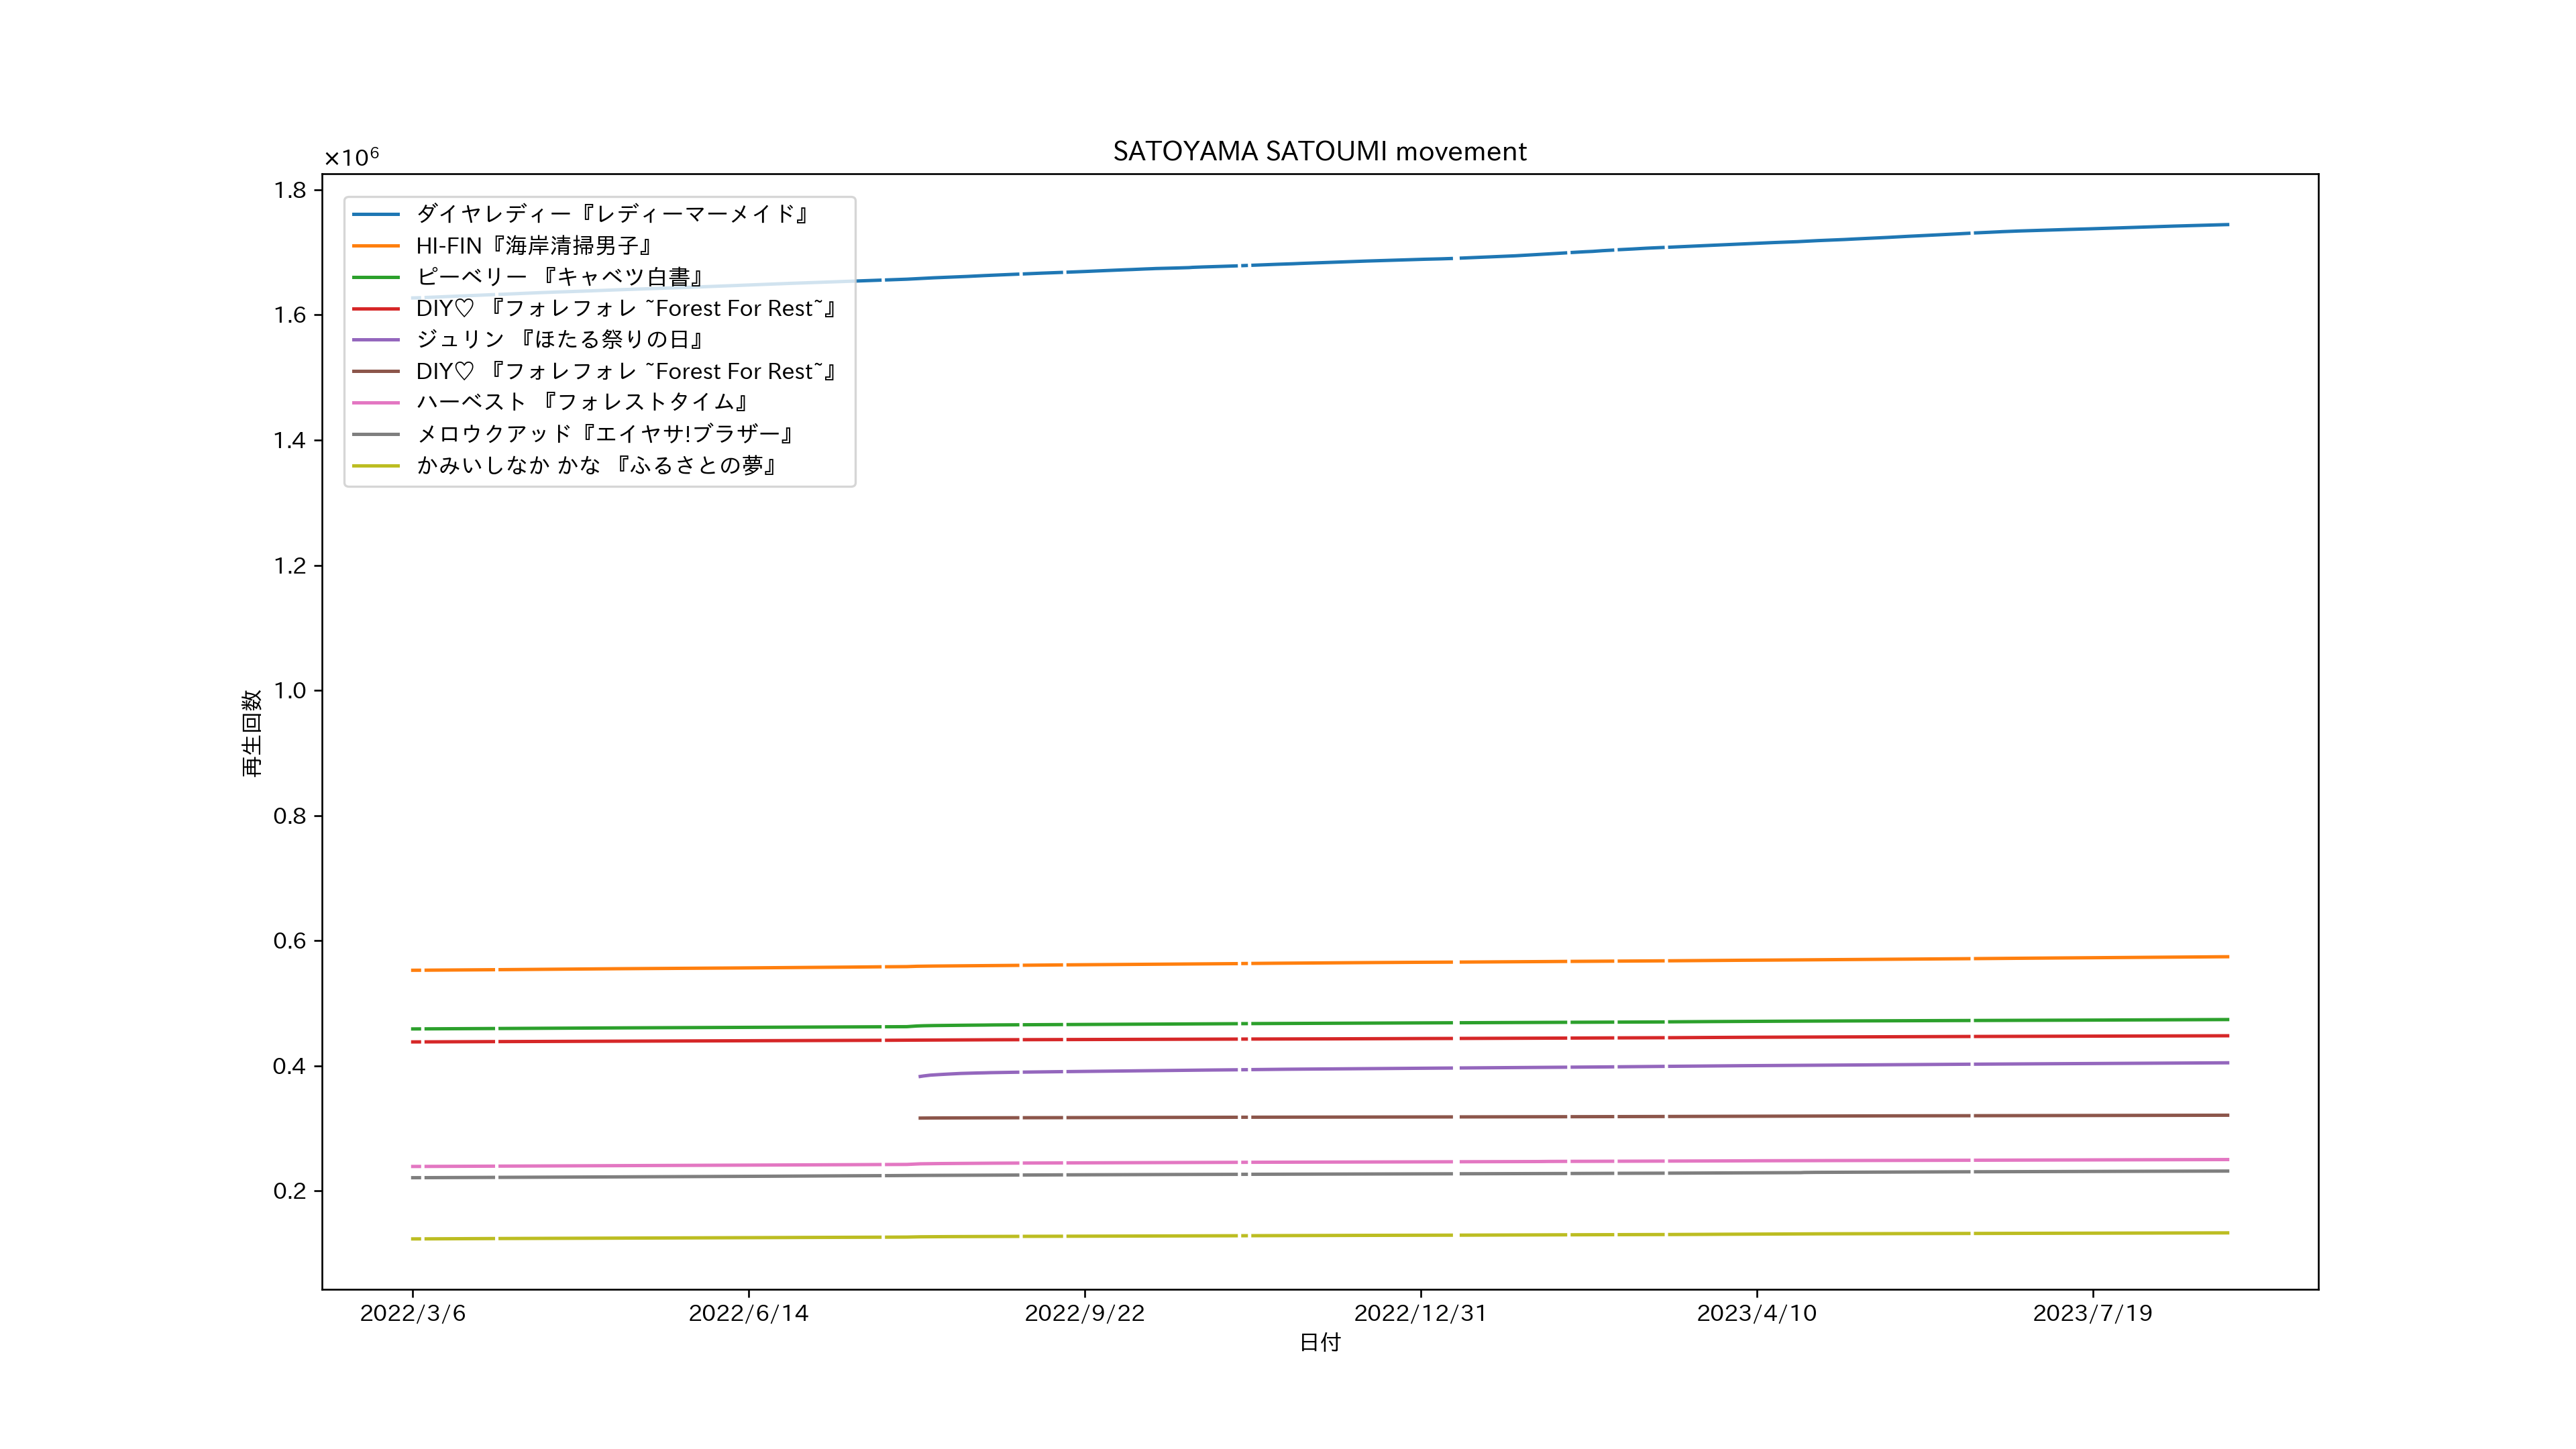 SATOYAMA SATOUMI movement
×10⁶
1.8
1.6
1.4
1.2
1.0
0.8
0.6
0.4
0.2
再生回数
ダイヤレディー『レディーマーメイド』
HI-FIN『海岸清掃男子』
ピーベリー 『キャベツ白書』
DIY♡ 『フォレフォレ ~Forest For Rest~』
ジュリン 『ほたる祭りの日』
DIY♡ 『フォレフォレ ~Forest For Rest~』
ハーベスト 『フォレストタイム』
メロウクアッド『エイヤサ!ブラザー』
かみいしなか かな 『ふるさとの夢』
2022/3/6 2022/6/14 2022/9/22 2022/12/31 2023/4/10 2023/7/19
日付